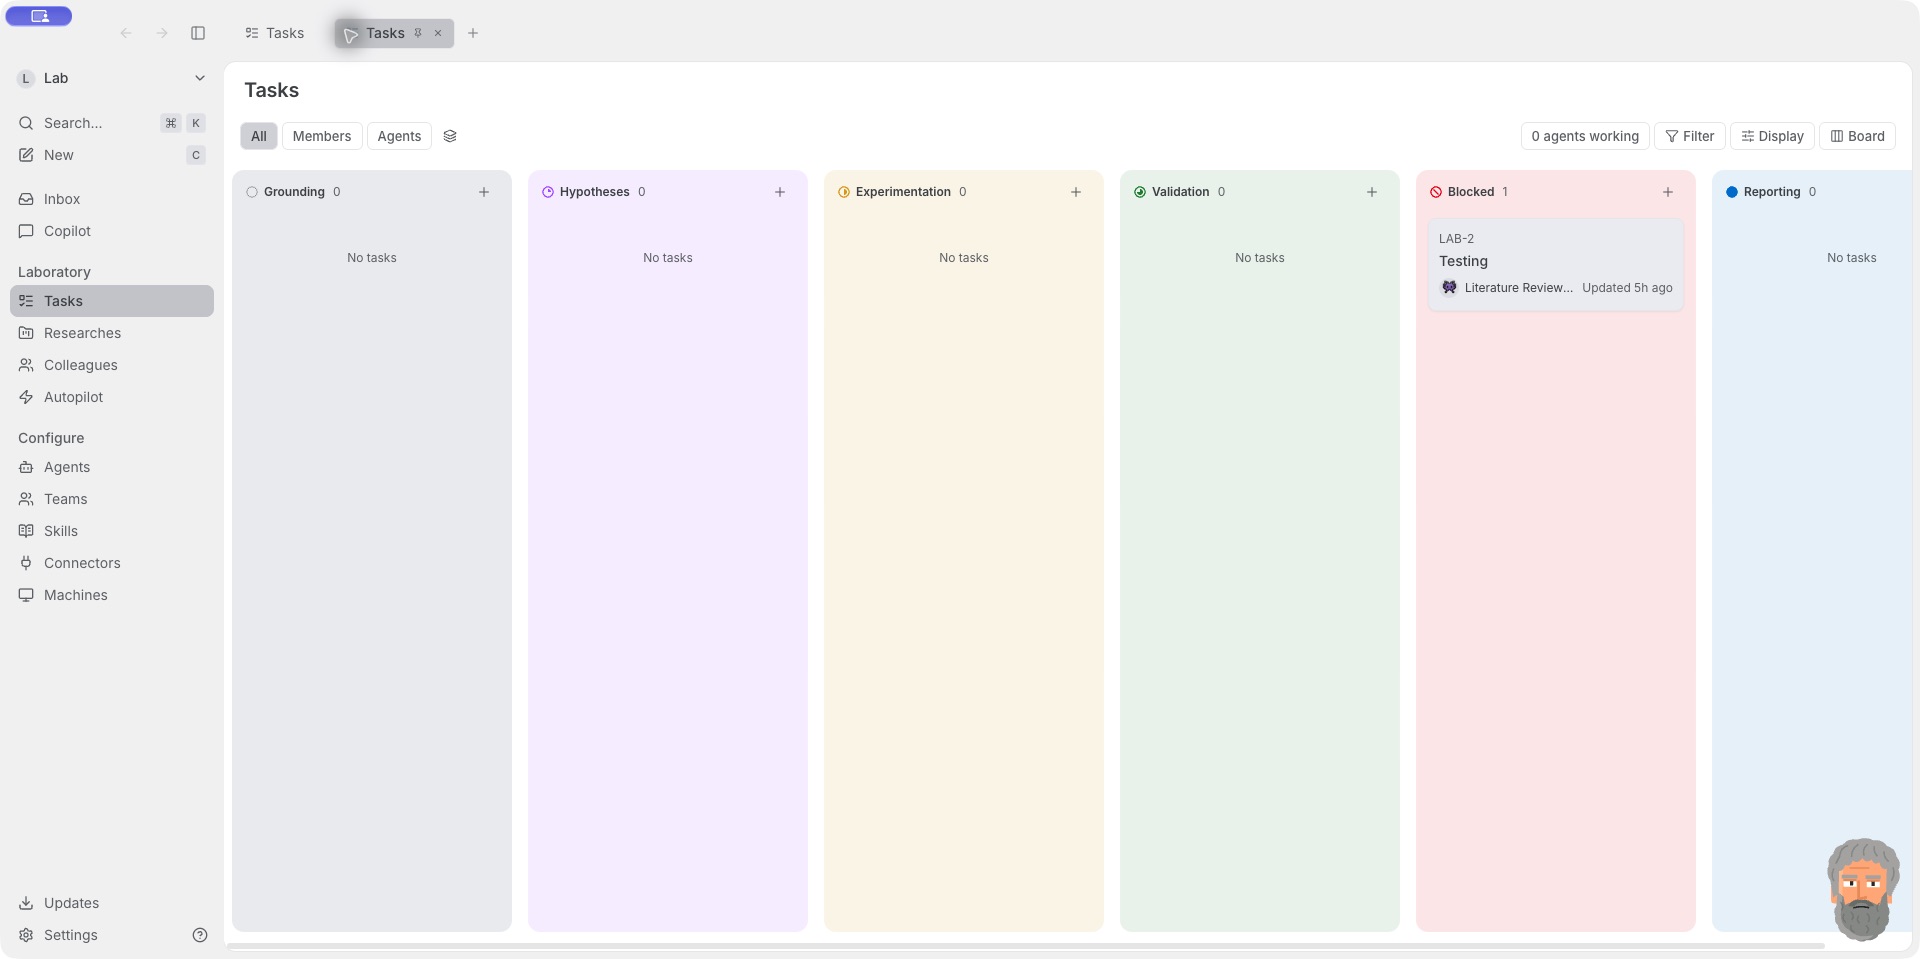 Tasks
Tasks
L Lab
Search... ⌘ K
New C
Inbox
Copilot
Laboratory
Tasks
Researches
Colleagues
Autopilot
Configure
Agents
Teams
Skills
Connectors
Machines
Updates
Settings
Tasks
All Members Agents
0 agents working Filter Display Board
Grounding 0
No tasks
Hypotheses 0
No tasks
Experimentation 0
No tasks
Validation 0
No tasks
Blocked 1
LAB-2
Testing
Literature Review... Updated 5h ago
Reporting 0
No tasks